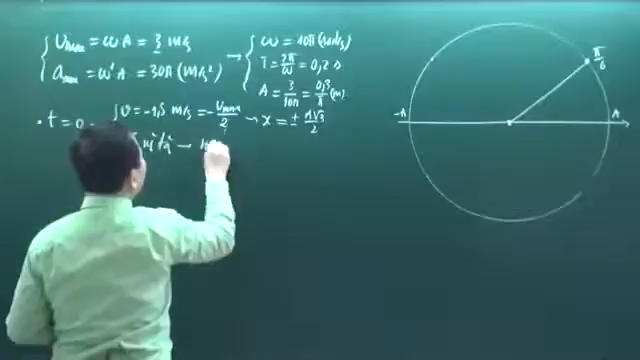 Vmax = ωA = 3 m/s
amax = ω²A = 30π (m/s²)
→ ω = 10π (rad/s)
T = 2π/ω = 0,2 s
A = 3/10π = 0,3/π (m)
• t = 0
v = -1,5 m/s = -Vmax/2 → x = ± A√3/2
π/6
-A
A